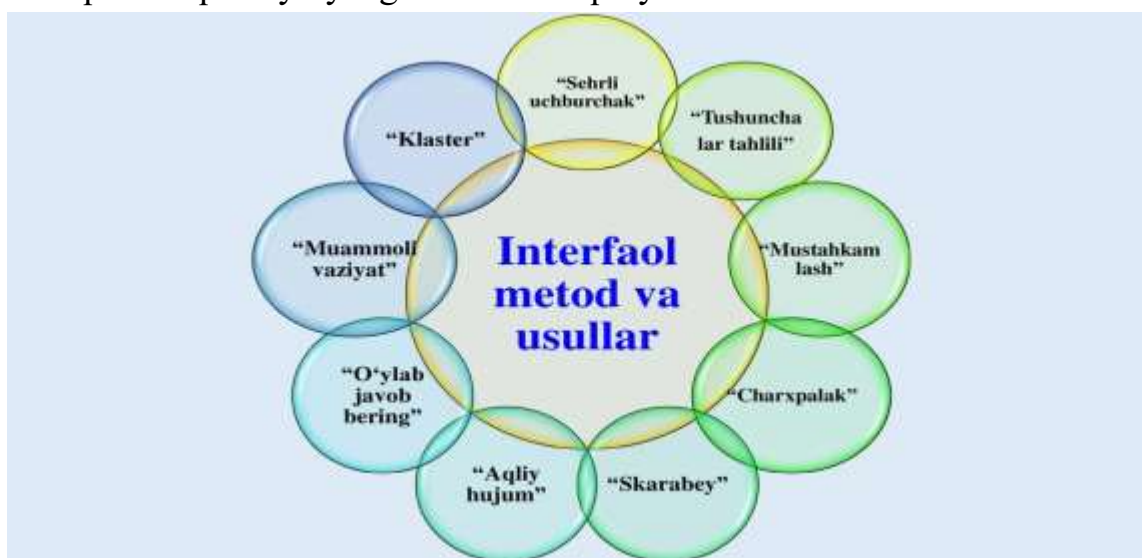 “Sehrli
uchburchak”
“Tushuncha
lar tahlili”
“Mustahkam
lash”
“Charxpalak”
“Skarabey”
“Aqliy
hujum”
“O‘ylab
javob
bering”
“Muammoli
vaziyat”
“Klaster”
Interfaol
metod va
usullar